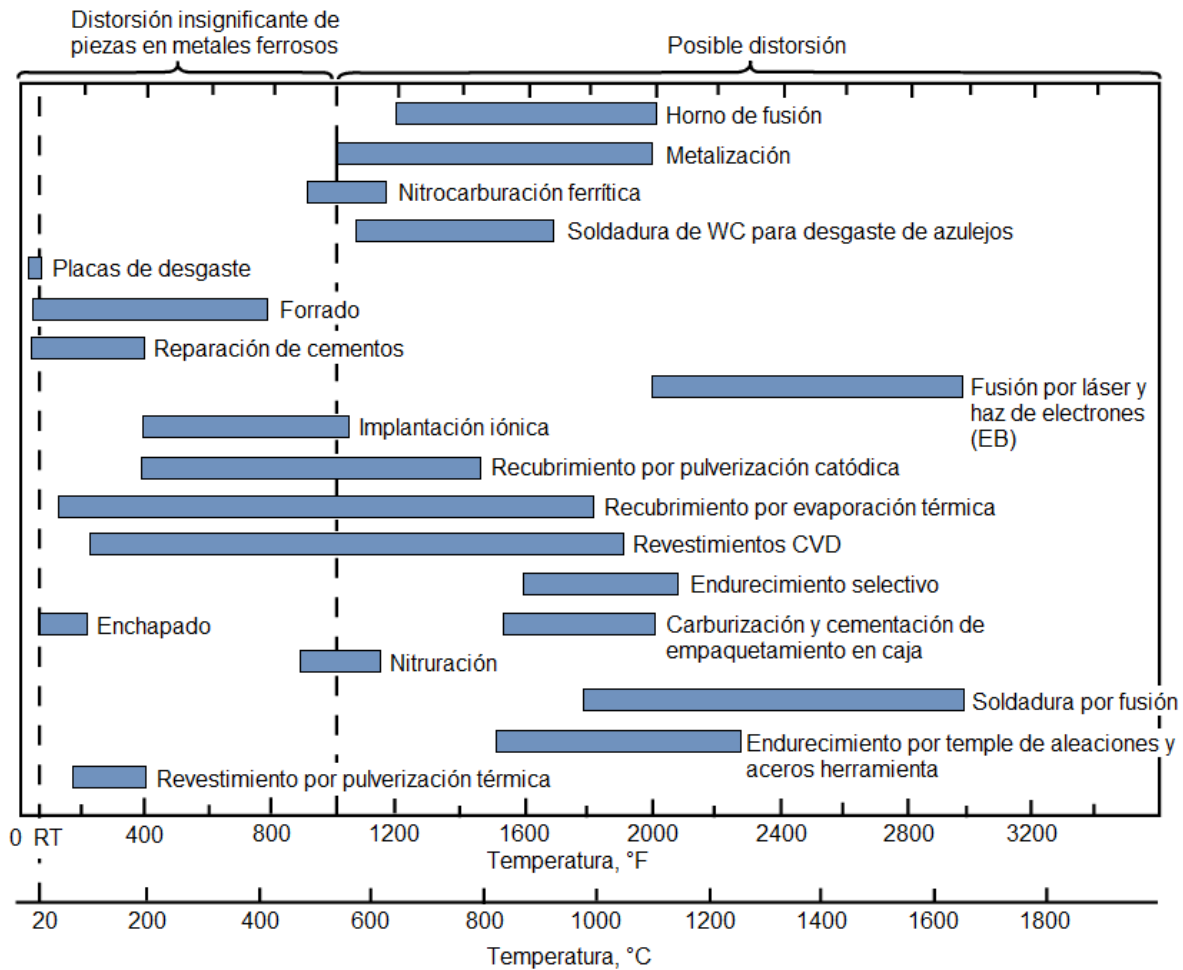 Distorsión insignificante de
piezas en metales ferrosos
Posible distorsión
Horno de fusión
Metalización
Nitrocarburación ferrítica
Soldadura de WC para desgaste de azulejos
Placas de desgaste
Forrado
Reparación de cementos
Fusión por láser y
haz de electrones
(EB)
Implantación iónica
Recubrimiento por pulverización catódica
Recubrimiento por evaporación térmica
Revestimientos CVD
Endurecimiento selectivo
Enchapado
Carburización y cementación de
empaquetamiento en caja
Nitruración
Soldadura por fusión
Endurecimiento por temple de aleaciones y
aceros herramienta
Revestimiento por pulverización térmica
0 RT 400 800 1200 1600 2000 2400 2800 3200
Temperatura, °F
20 200 400 600 800 1000 1200 1400 1600 1800
Temperatura, °C